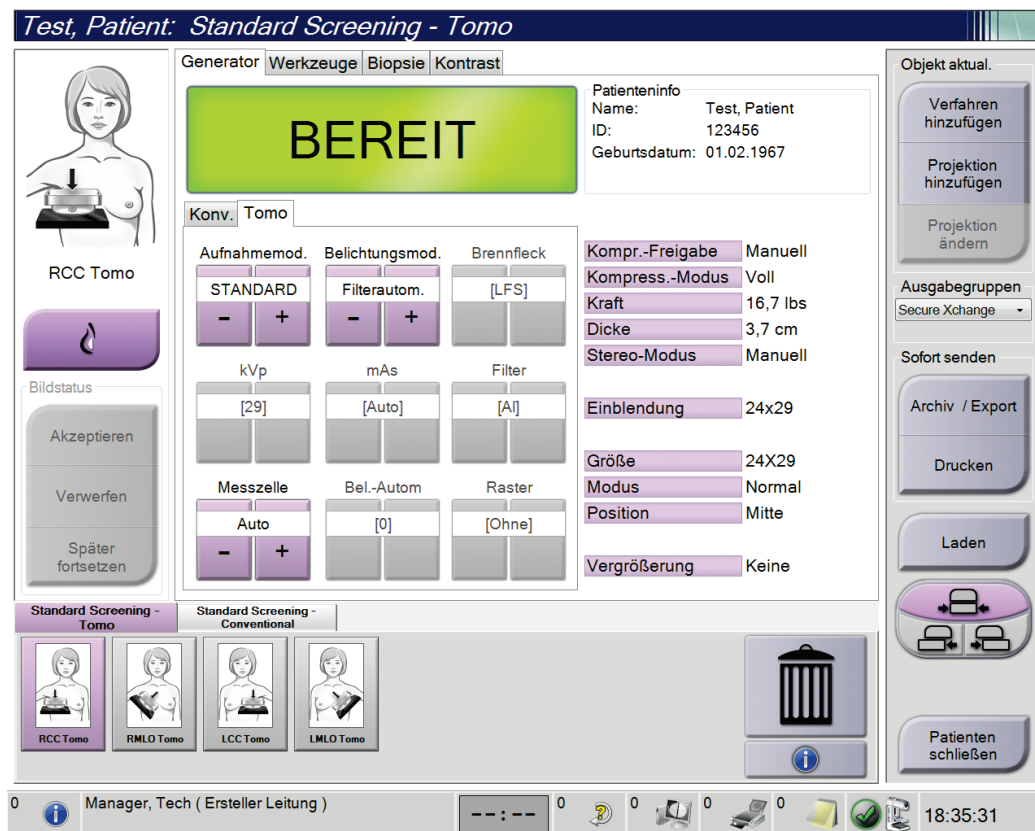 Test, Patient: Standard Screening - Tomo
Generator Werkzeuge Biopsie Kontrast
BEREIT
Patienteninfo
Name: Test, Patient
ID: 123456
Geburtsdatum: 01.02.1967
RCC Tomo
Bildstatus
Akzeptieren
Verwerfen
Später
fortsetzen
Konv. Tomo
Aufnahmemod. Belichtungsmod. Brennfleck
STANDARD Filterautom. [LFS]
- + - +
kVp mAs Filter
[29] [Auto] [Al]
Messzelle Bel.-Autom Raster
Auto [0] [Ohne]
- +
Kompr.-Freigabe Manuell
Kompress.-Modus Voll
Kraft 16,7 lbs
Dicke 3,7 cm
Stereo-Modus Manuell
Einblendung 24x29
Größe 24X29
Modus Normal
Position Mitte
Vergrößerung Keine
Objekt aktual.
Verfahren
hinzufügen
Projektion
hinzufügen
Projektion
ändern
Ausgabegruppen
Secure Xchange
Sofort senden
Archiv / Export
Drucken
Laden
Patienten
schließen
Standard Screening -
Tomo
Standard Screening -
Conventional
RCC Tomo RMLO Tomo LCC Tomo LMLO Tomo
0 Manager, Tech ( Ersteller Leitung ) --:-- 0 0 0 0 18:35:31